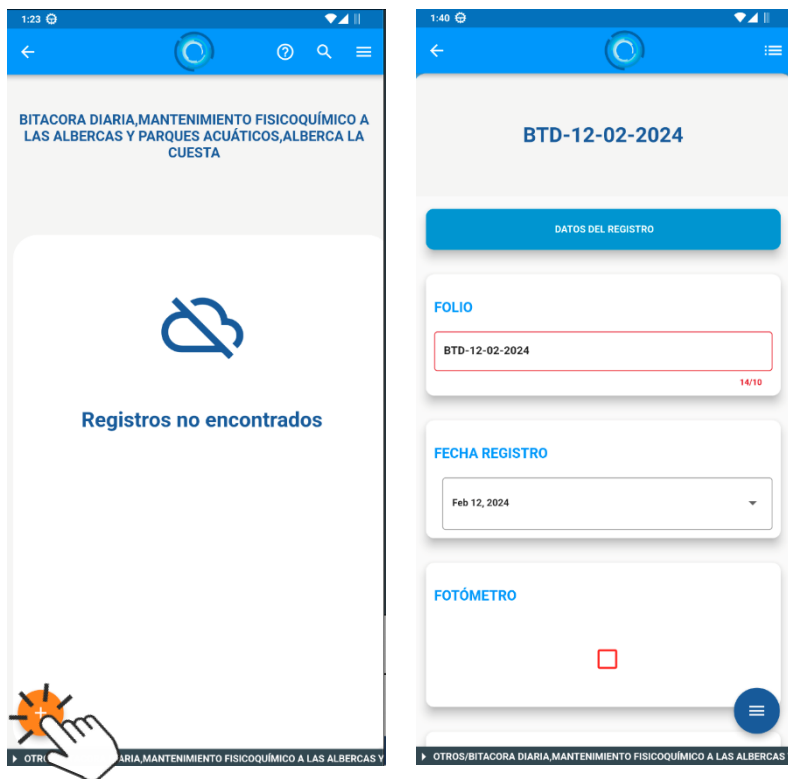 1:23
BITACORA DIARIA,MANTENIMIENTO FISICOQUÍMICO A
LAS ALBERCAS Y PARQUES ACUÁTICOS,ALBERCA LA
CUESTA
Registros no encontrados
+
OTR ARIA,MANTENIMIENTO FISICOQUÍMICO A LAS ALBERCAS Y
1:40
BTD-12-02-2024
DATOS DEL REGISTRO
FOLIO
BTD-12-02-2024
14/10
FECHA REGISTRO
Feb 12, 2024
FOTÓMETRO
OTROS/BITACORA DIARIA,MANTENIMIENTO FISICOQUÍMICO A LAS ALBERCAS